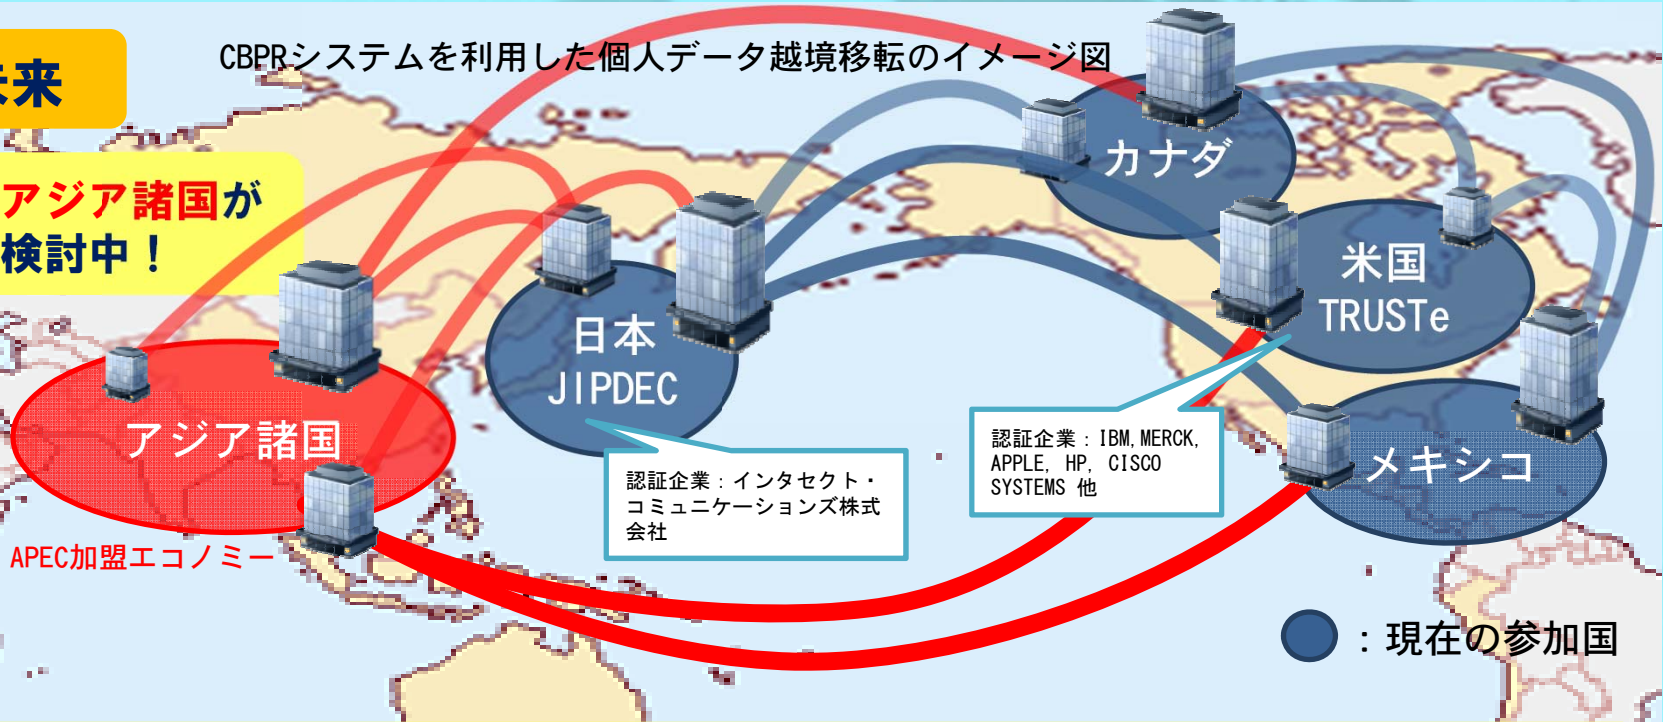 CBPRシステムを利用した個人データ越境移転のイメージ図
来
アジア諸国が
検討中！
カナダ
米国
TRUSTe
日本
JIPDEC
アジア諸国
メキシコ
認証企業：インタセクト・
コミュニケーションズ株式
会社
認証企業：IBM, MERCK,
APPLE, HP, CISCO
SYSTEMS 他
APEC加盟エコノミー
：現在の参加国